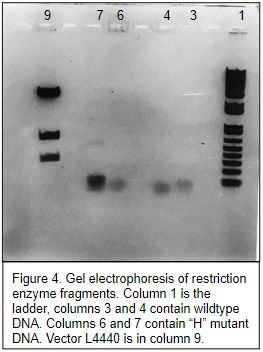 9 7 6 4 3 1
Figure 4. Gel electrophoresis of restriction
enzyme fragments. Column 1 is the
ladder, columns 3 and 4 contain wildtype
DNA. Columns 6 and 7 contain “H” mutant
DNA. Vector L4440 is in column 9.